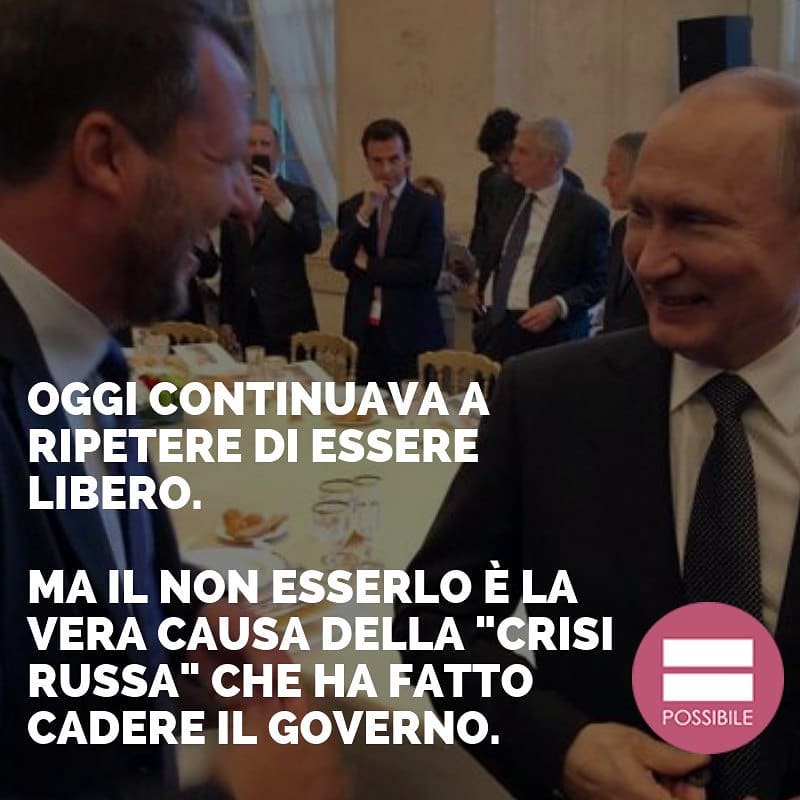 OGGI CONTINUAVA A
RIPETERE DI ESSERE
LIBERO.
MA IL NON ESSERLO È LA
VERA CAUSA DELLA "CRISI
RUSSA" CHE HA FATTO
CADERE IL GOVERNO.
POSSIBILE